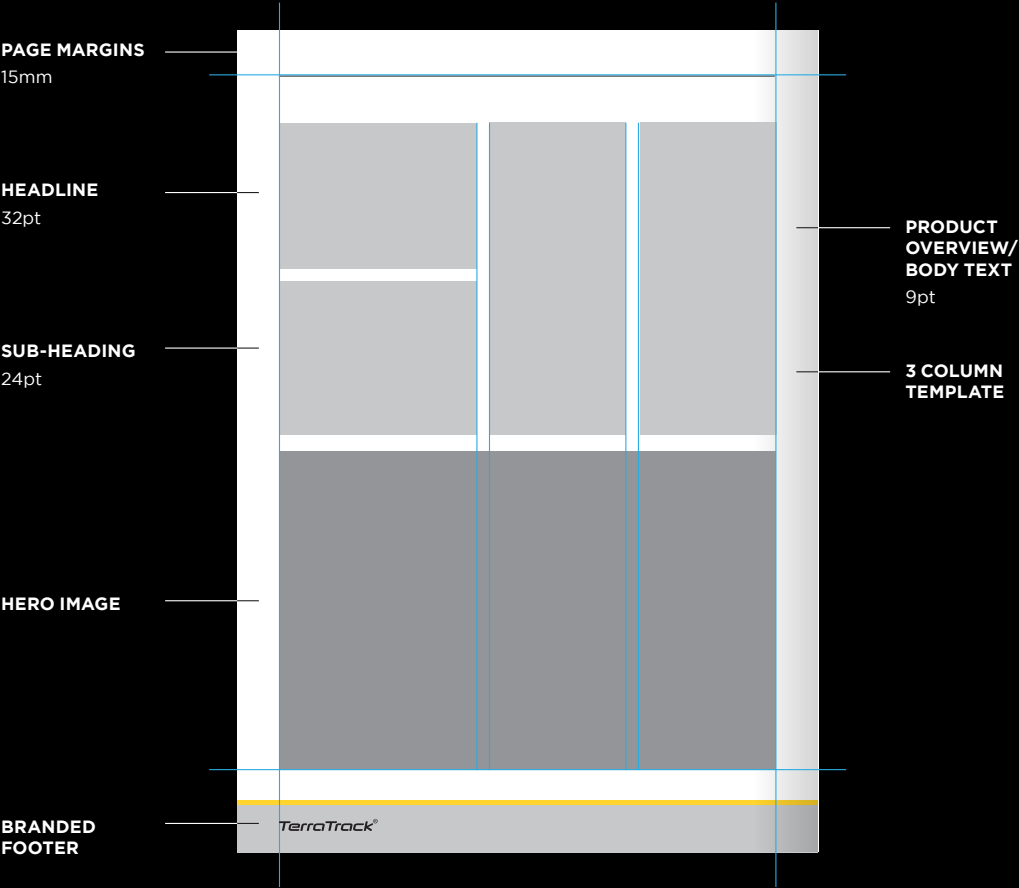 PAGE MARGINS
15mm
HEADLINE
32pt
SUB-HEADING
24pt
HERO IMAGE
BRANDED
FOOTER
TerraTrack®
PRODUCT
OVERVIEW/
BODY TEXT
9pt
3 COLUMN
TEMPLATE